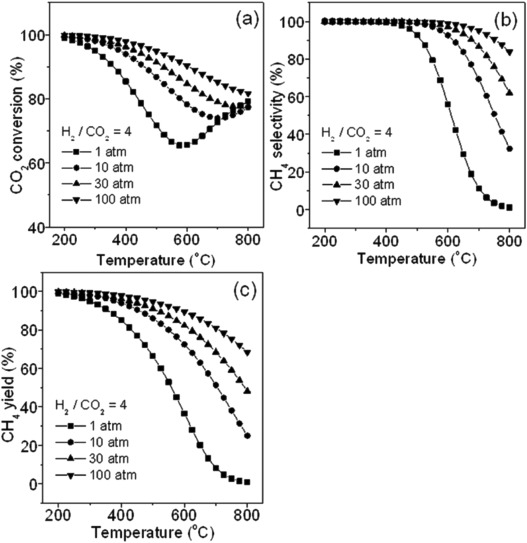 (a)
100
80
60
40
CO2 conversion (%)
H2 / CO2 = 4
1 atm
10 atm
30 atm
100 atm
200 400 600 800
Temperature (°C)
(b)
100
80
60
40
20
0
CH4 selectivity (%)
H2 / CO2 = 4
1 atm
10 atm
30 atm
100 atm
200 400 600 800
Temperature (°C)
(c)
100
80
60
40
20
0
CH4 yield (%)
H2 / CO2 = 4
1 atm
10 atm
30 atm
100 atm
200 400 600 800
Temperature (°C)